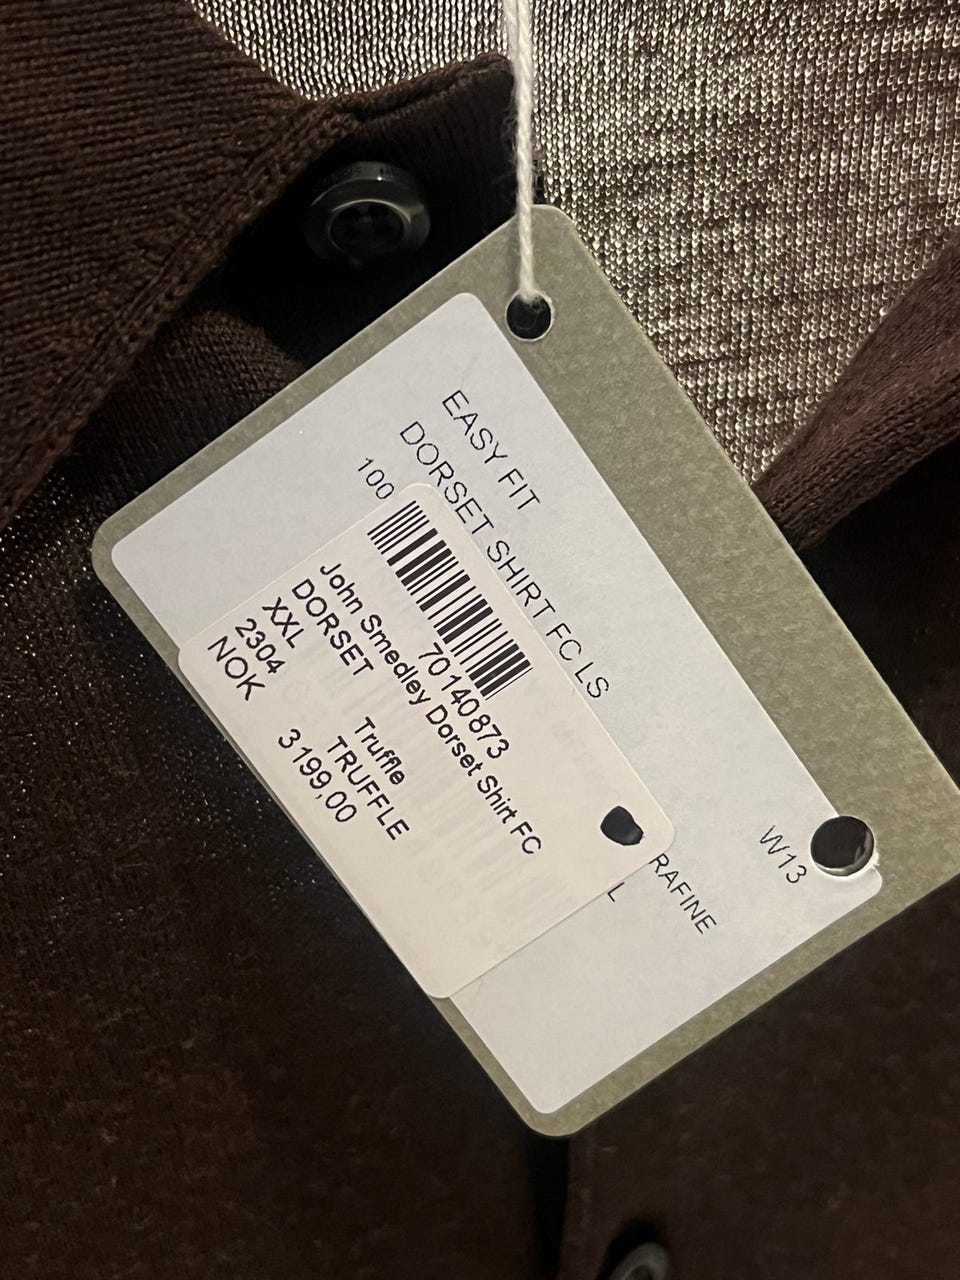 EASY FIT
DORSET SHIRT FC LS
100
W13
RAFINE
L
70140873
John Smedley Dorset Shirt FC
DORSET Truffle
XXL TRUFFLE
2304 3199,00
NOK